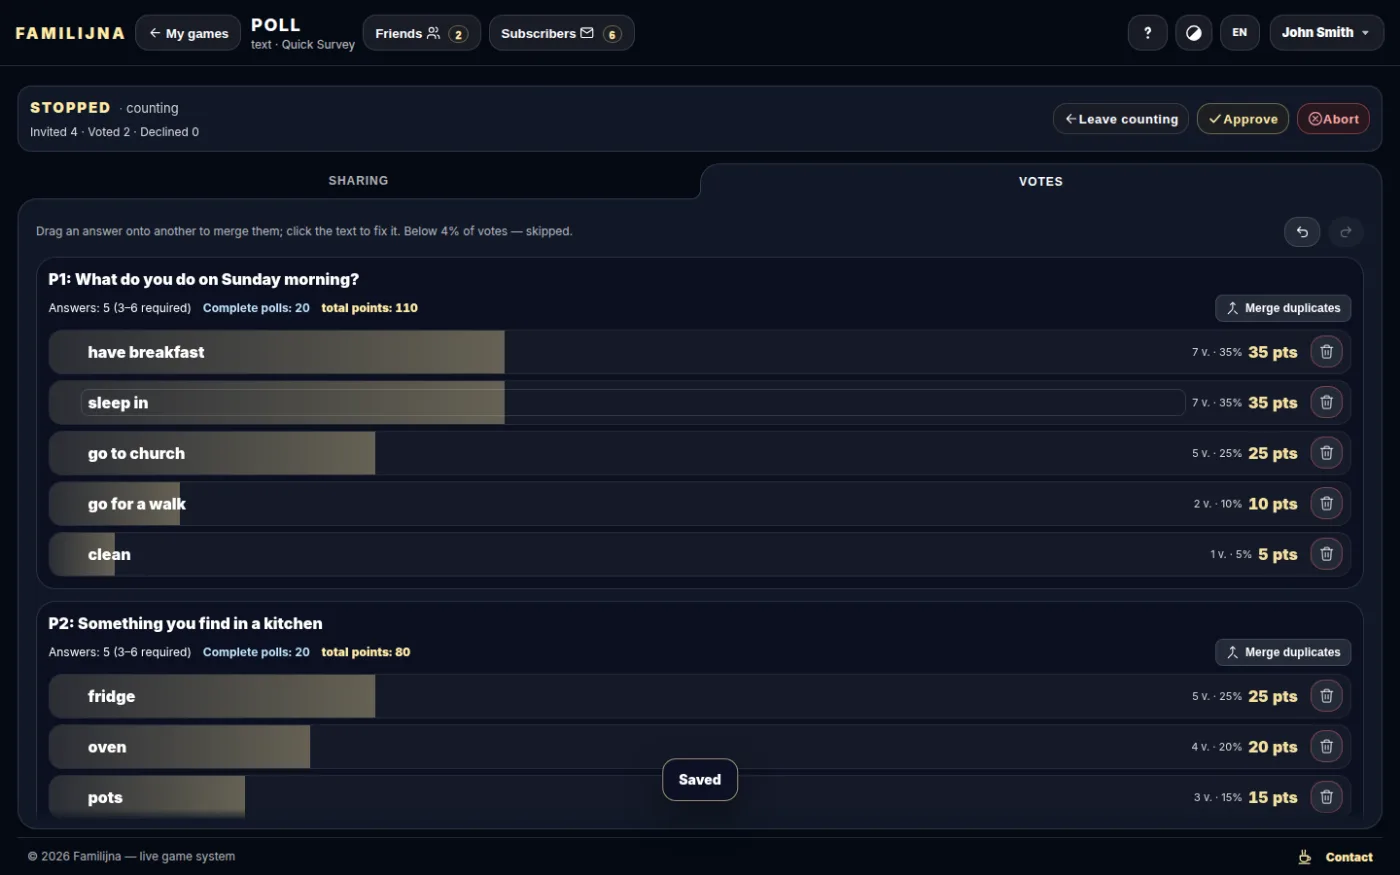 FAMILIJNA
← My games
POLL
text · Quick Survey
Friends 2
Subscribers 6
?
EN
John Smith
STOPPED · counting
Invited 4 · Voted 2 · Declined 0
Leave counting
Approve
Abort
SHARING
VOTES
Drag an answer onto another to merge them; click the text to fix it. Below 4% of votes — skipped.
P1: What do you do on Sunday morning?
Answers: 5 (3–6 required) Complete polls: 20 total points: 110
Merge duplicates
have breakfast 7 v. · 35% 35 pts
sleep in 7 v. · 35% 35 pts
go to church 5 v. · 25% 25 pts
go for a walk 2 v. · 10% 10 pts
clean 1 v. · 5% 5 pts
P2: Something you find in a kitchen
Answers: 5 (3–6 required) Complete polls: 20 total points: 80
Merge duplicates
fridge 5 v. · 25% 25 pts
oven 4 v. · 20% 20 pts
Saved
pots 3 v. · 15% 15 pts
© 2026 Familijna — live game system
Contact